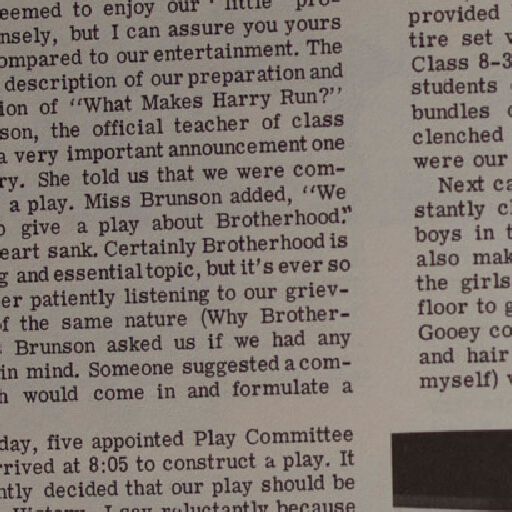 eemed to enjoy our "little pro-
nsely, but I can assure you yours
ompared to our entertainment. The
description of our preparation and
ion of "What Makes Harry Run?"
son, the official teacher of class
a very important announcement one
ry. She told us that we were com-
a play. Miss Brunson added, "We
o give a play about Brotherhood."
eart sank. Certainly Brotherhood is
g and essential topic, but it's ever so
er patiently listening to our griev-
of the same nature (Why Brother-
Brunson asked us if we had any
in mind. Someone suggested a com-
h would come in and formulate a
day, five appointed Play Committee
rrived at 8:05 to construct a play. It
ntly decided that our play should be
History. I say reluctantly because
provided
tire set
Class 8-3
students
bundles
clenched
were our
Next ca
stantly cl
boys in t
also mak
the girls
floor to g
Gooey co
and hair
myself)